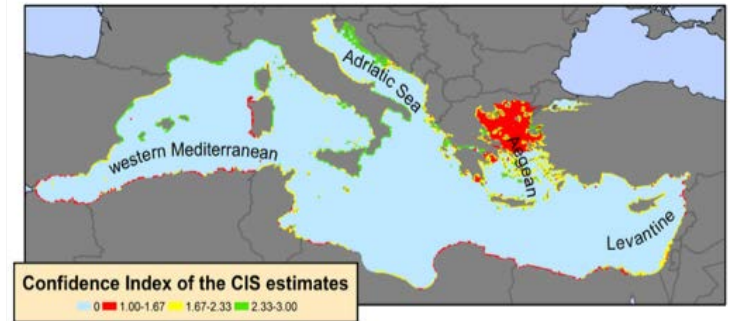 Adriatic Sea
western Mediterranean
Aegean
Levantine
Confidence Index of the CIS estimates
0 1.00-1.67 1.67-2.33 2.33-3.00